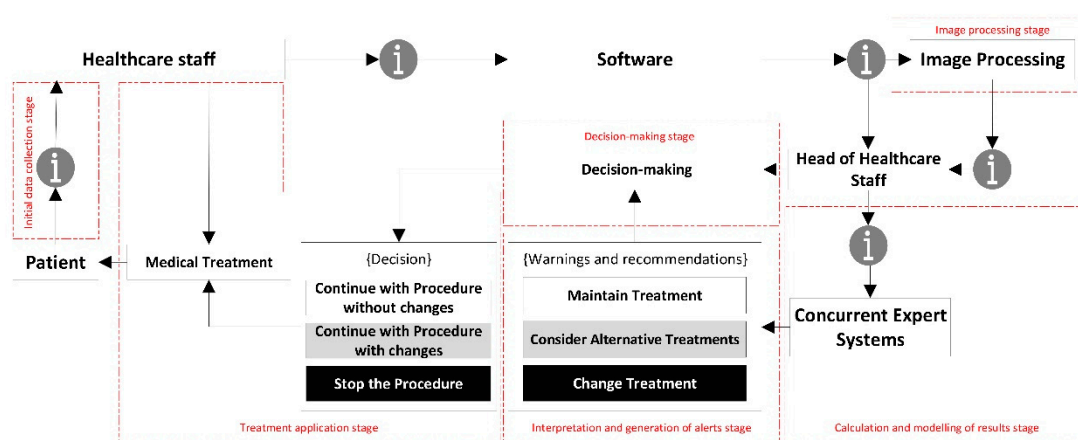 Image processing stage
Healthcare staff
i
Software
i
Image Processing
Initial data collection stage
i
Decision-making stage
Decision-making
Head of Healthcare
Staff
i
i
Patient
Medical Treatment
{Decision}
Continue with Procedure
without changes
Continue with Procedure
with changes
Stop the Procedure
{Warnings and recommendations}
Maintain Treatment
Consider Alternative Treatments
Change Treatment
Concurrent Expert
Systems
Treatment application stage
Interpretation and generation of alerts stage
Calculation and modelling of results stage